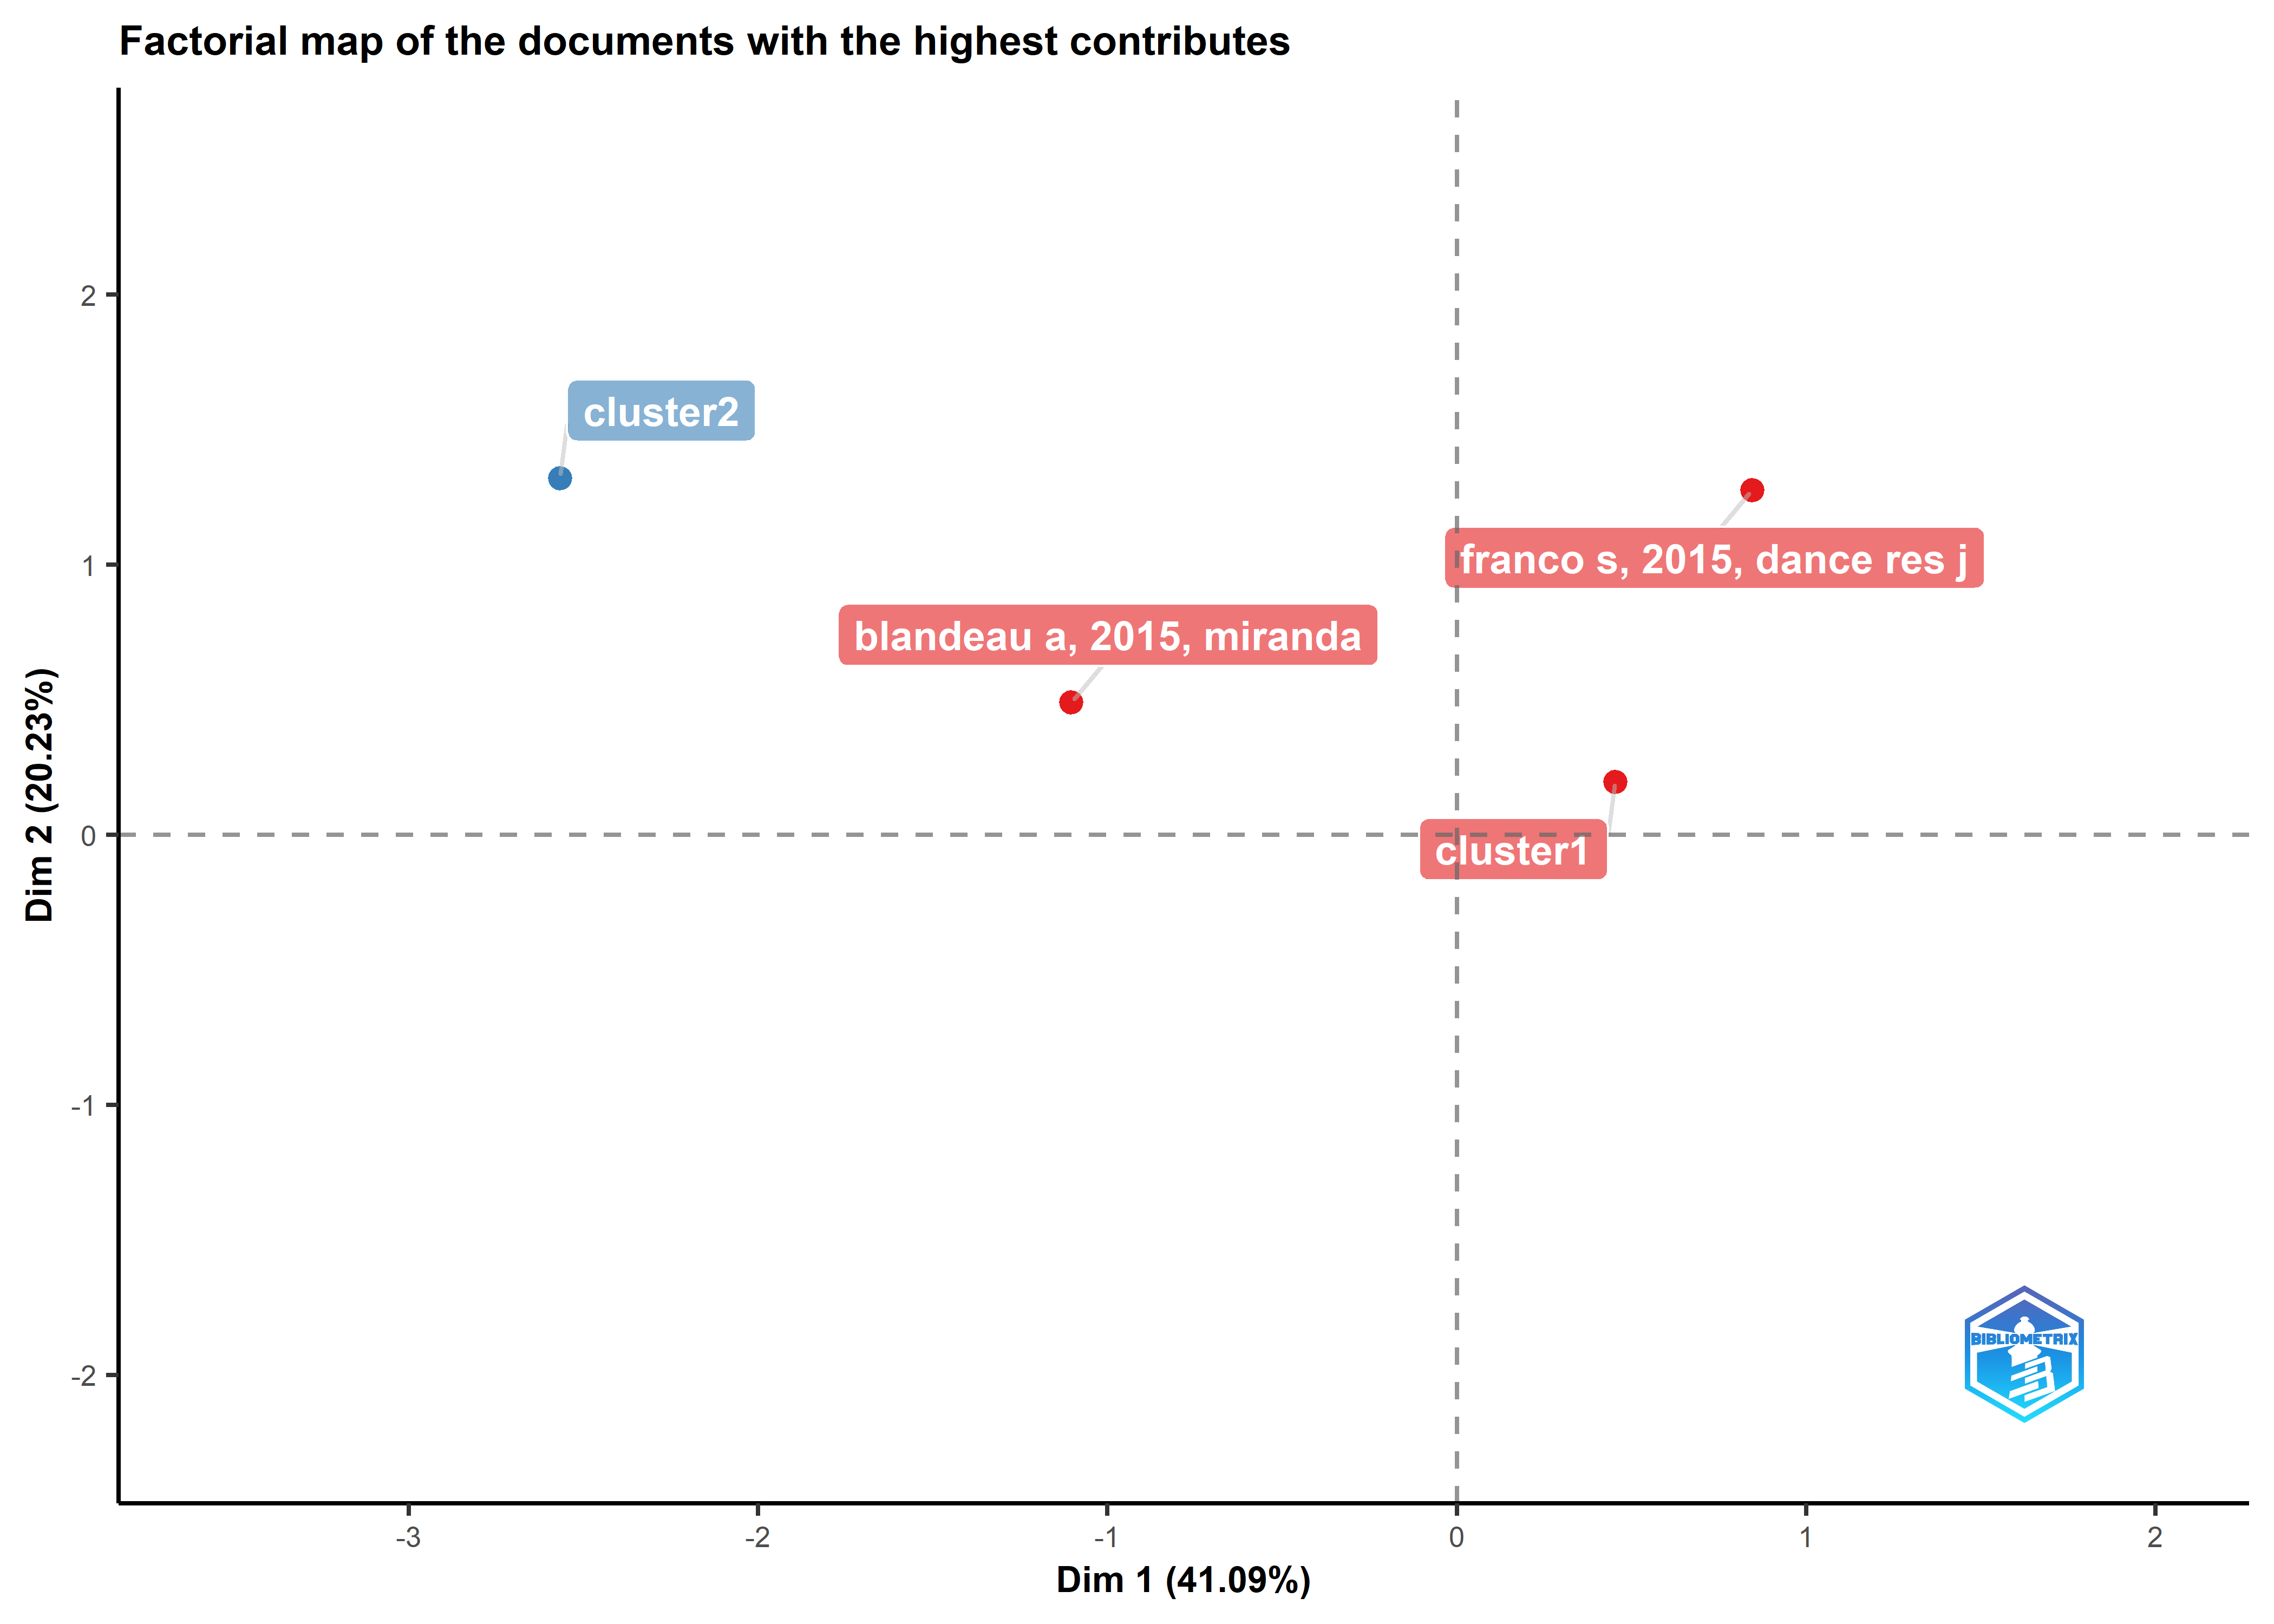 Factorial map of the documents with the highest contributes
2
cluster2
1
franco s, 2015, dance res j
blandeau a, 2015, miranda
Dim 2 (20.23%)
0
cluster1
-1
BIBLIOMETRIX
-2
-3
-2
-1
0
1
2
Dim 1 (41.09%)